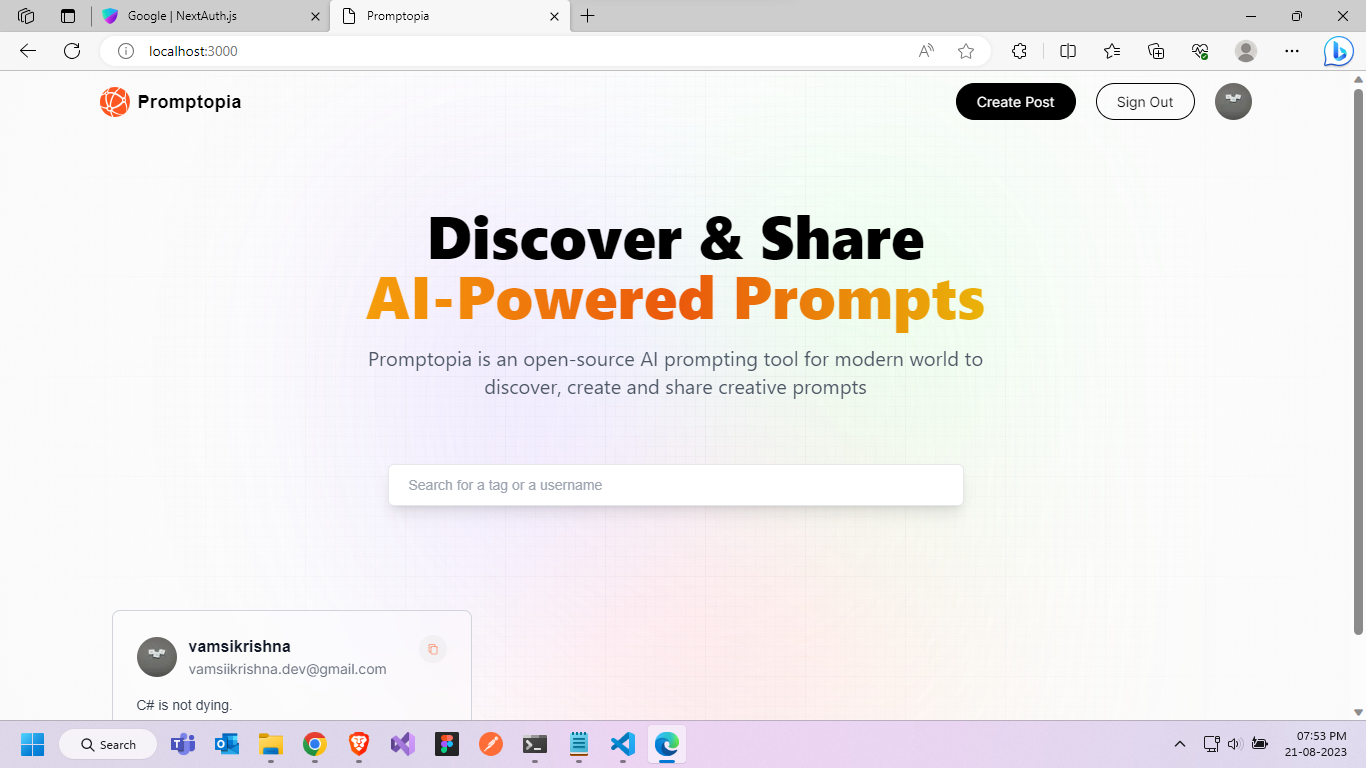 Google | NextAuth.js
Promptopia
localhost:3000
Promptopia
Create Post
Sign Out
Discover & Share
AI-Powered Prompts
Promptopia is an open-source AI prompting tool for modern world to
discover, create and share creative prompts
Search for a tag or a username
vamsikrishna
vamsiikrishna.dev@gmail.com
C# is not dying.
Search
07:53 PM
21-08-2023